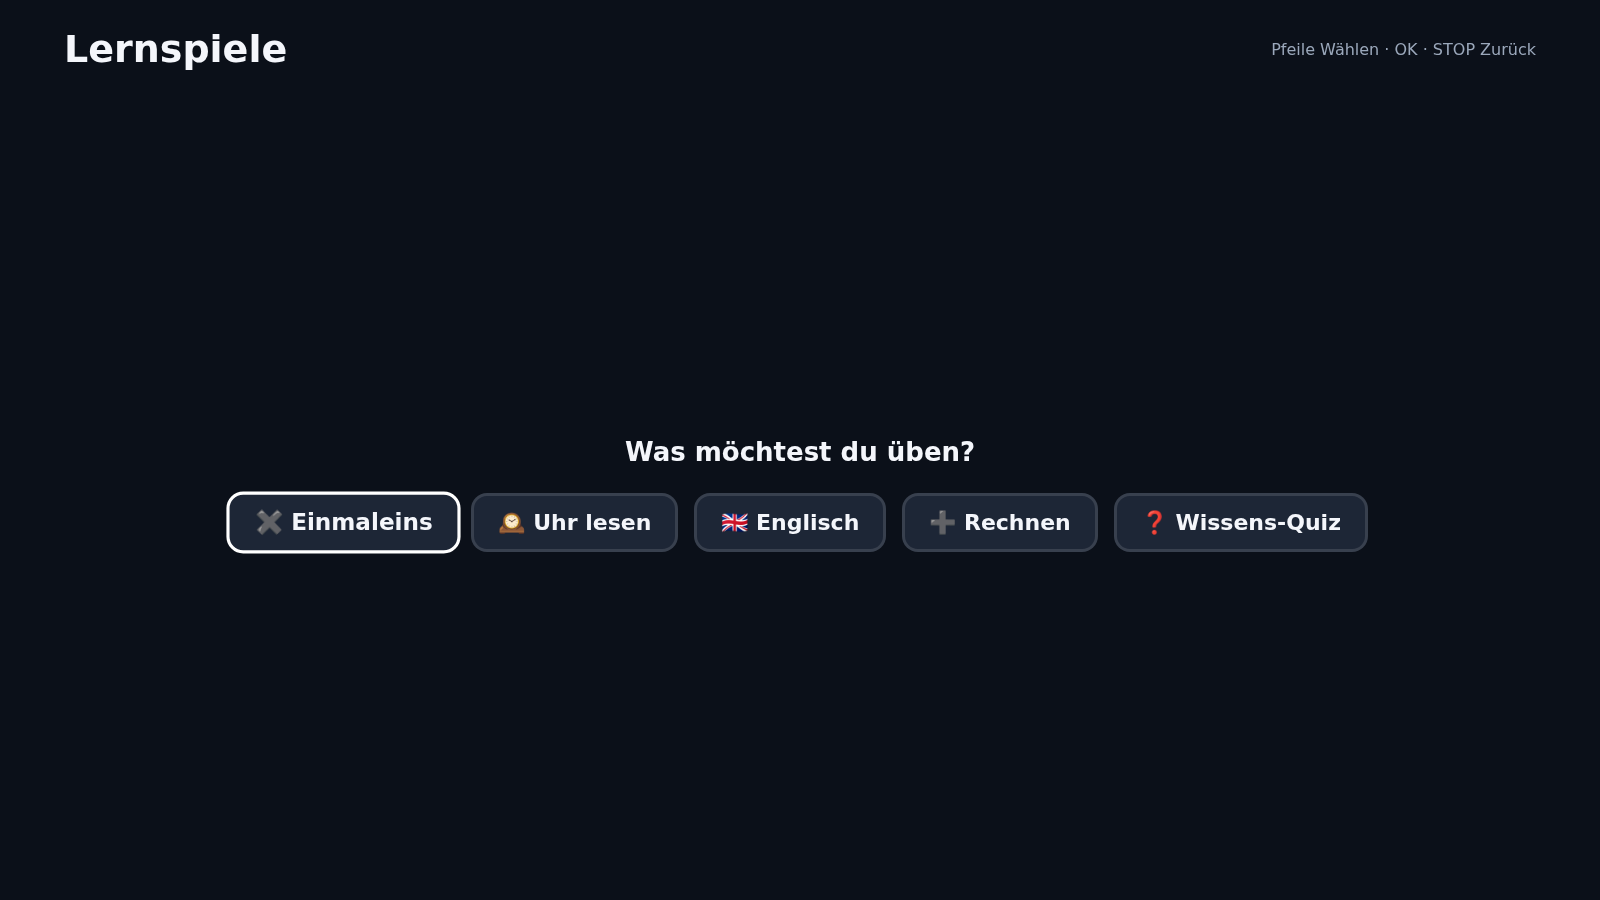 Lernspiele
Pfeile Wählen · OK · STOP Zurück
Was möchtest du üben?
✖ Einmaleins
🕰 Uhr lesen
🇬🇧 Englisch
➕ Rechnen
❓ Wissens-Quiz